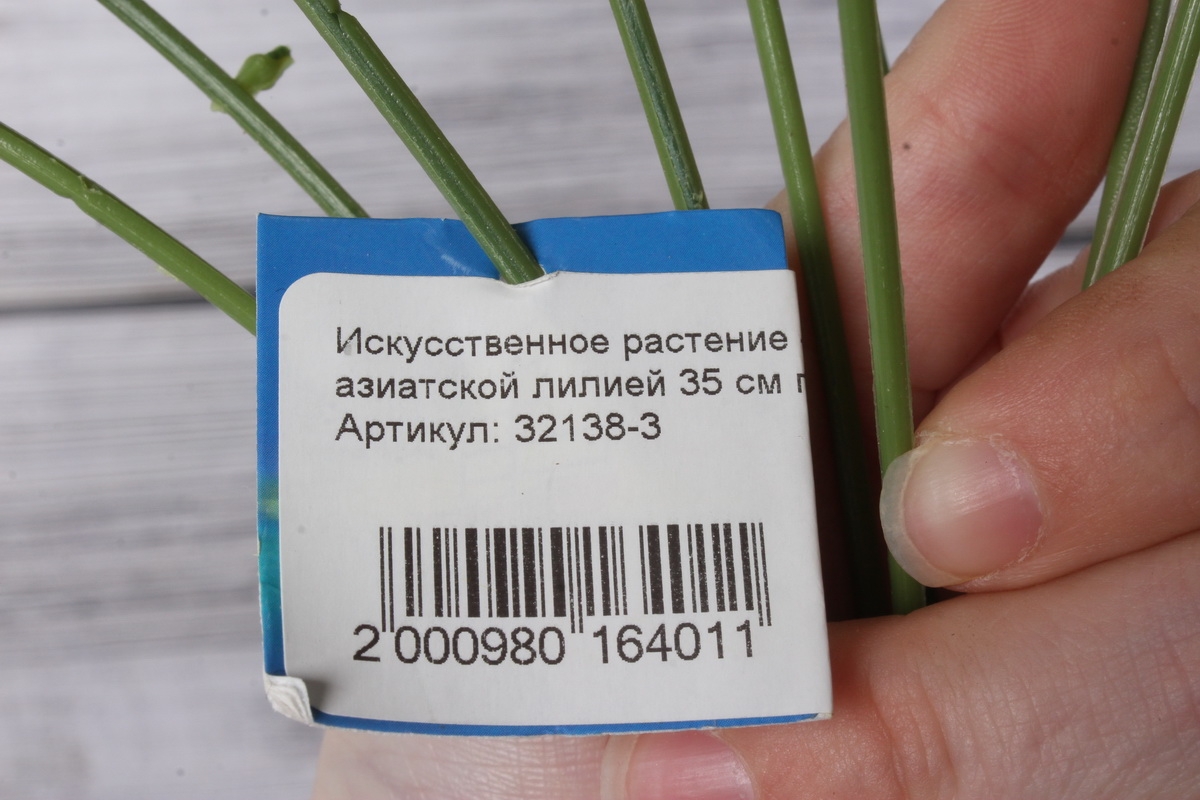 Искусственное растение
азиатской лилией 35 см
Артикул: 32138-3
2 000980 164011